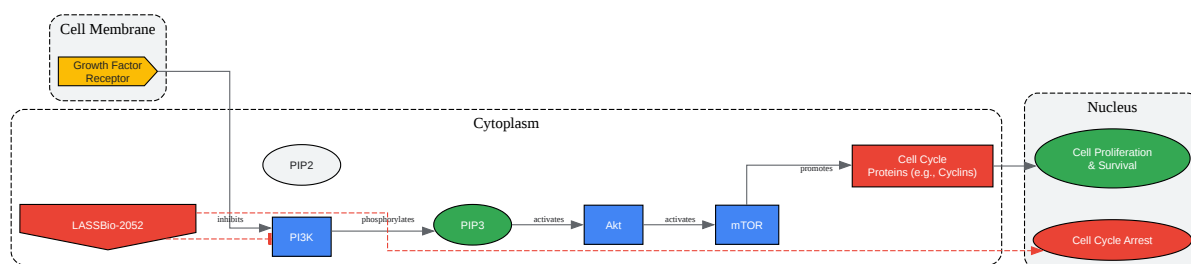 Cell Membrane
Growth Factor
Receptor
Cytoplasm
Nucleus
PIP2
Cell Cycle
Proteins (e.g., Cyclins)
promotes
Cell Proliferation
& Survival
LASSBio-2052
inhibits
PI3K
phosphorylates
PIP3
activates
Akt
activates
mTOR
Cell Cycle Arrest